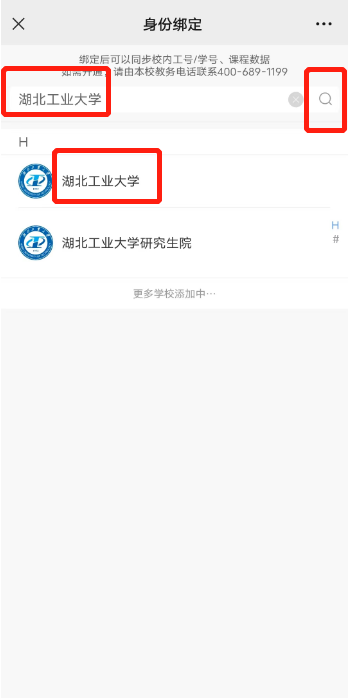 身份绑定
绑定后可以同步校内工号/学号、课程数据
如需开通，请由本校教务电话联系400-689-1199
湖北工业大学
H
湖北工业大学
湖北工业大学研究生院
H
#
更多学校添加中…